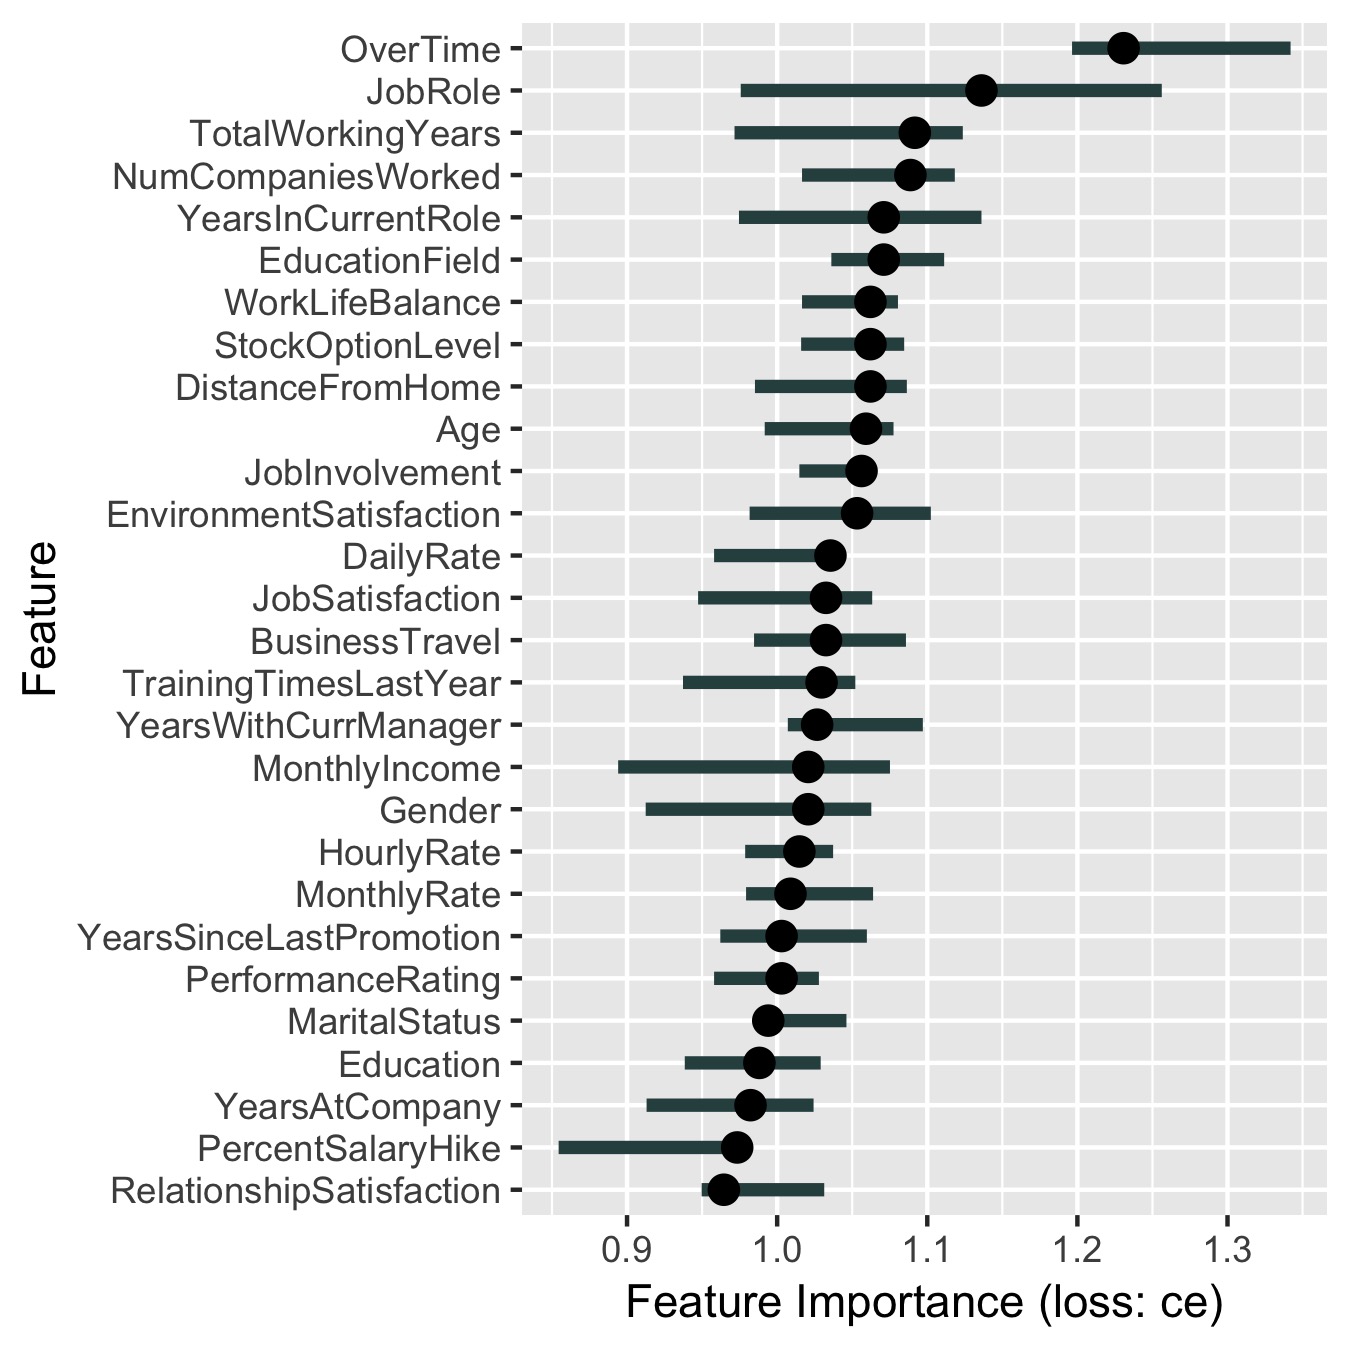 OverTime
JobRole
TotalWorkingYears
NumCompaniesWorked
YearsInCurrentRole
EducationField
WorkLifeBalance
StockOptionLevel
DistanceFromHome
Age
JobInvolvement
EnvironmentSatisfaction
DailyRate
JobSatisfaction
BusinessTravel
TrainingTimesLastYear
YearsWithCurrManager
MonthlyIncome
Gender
HourlyRate
MonthlyRate
YearsSinceLastPromotion
PerformanceRating
MaritalStatus
Education
YearsAtCompany
PercentSalaryHike
RelationshipSatisfaction
Feature
0.9 1.0 1.1 1.2 1.3
Feature Importance (loss: ce)